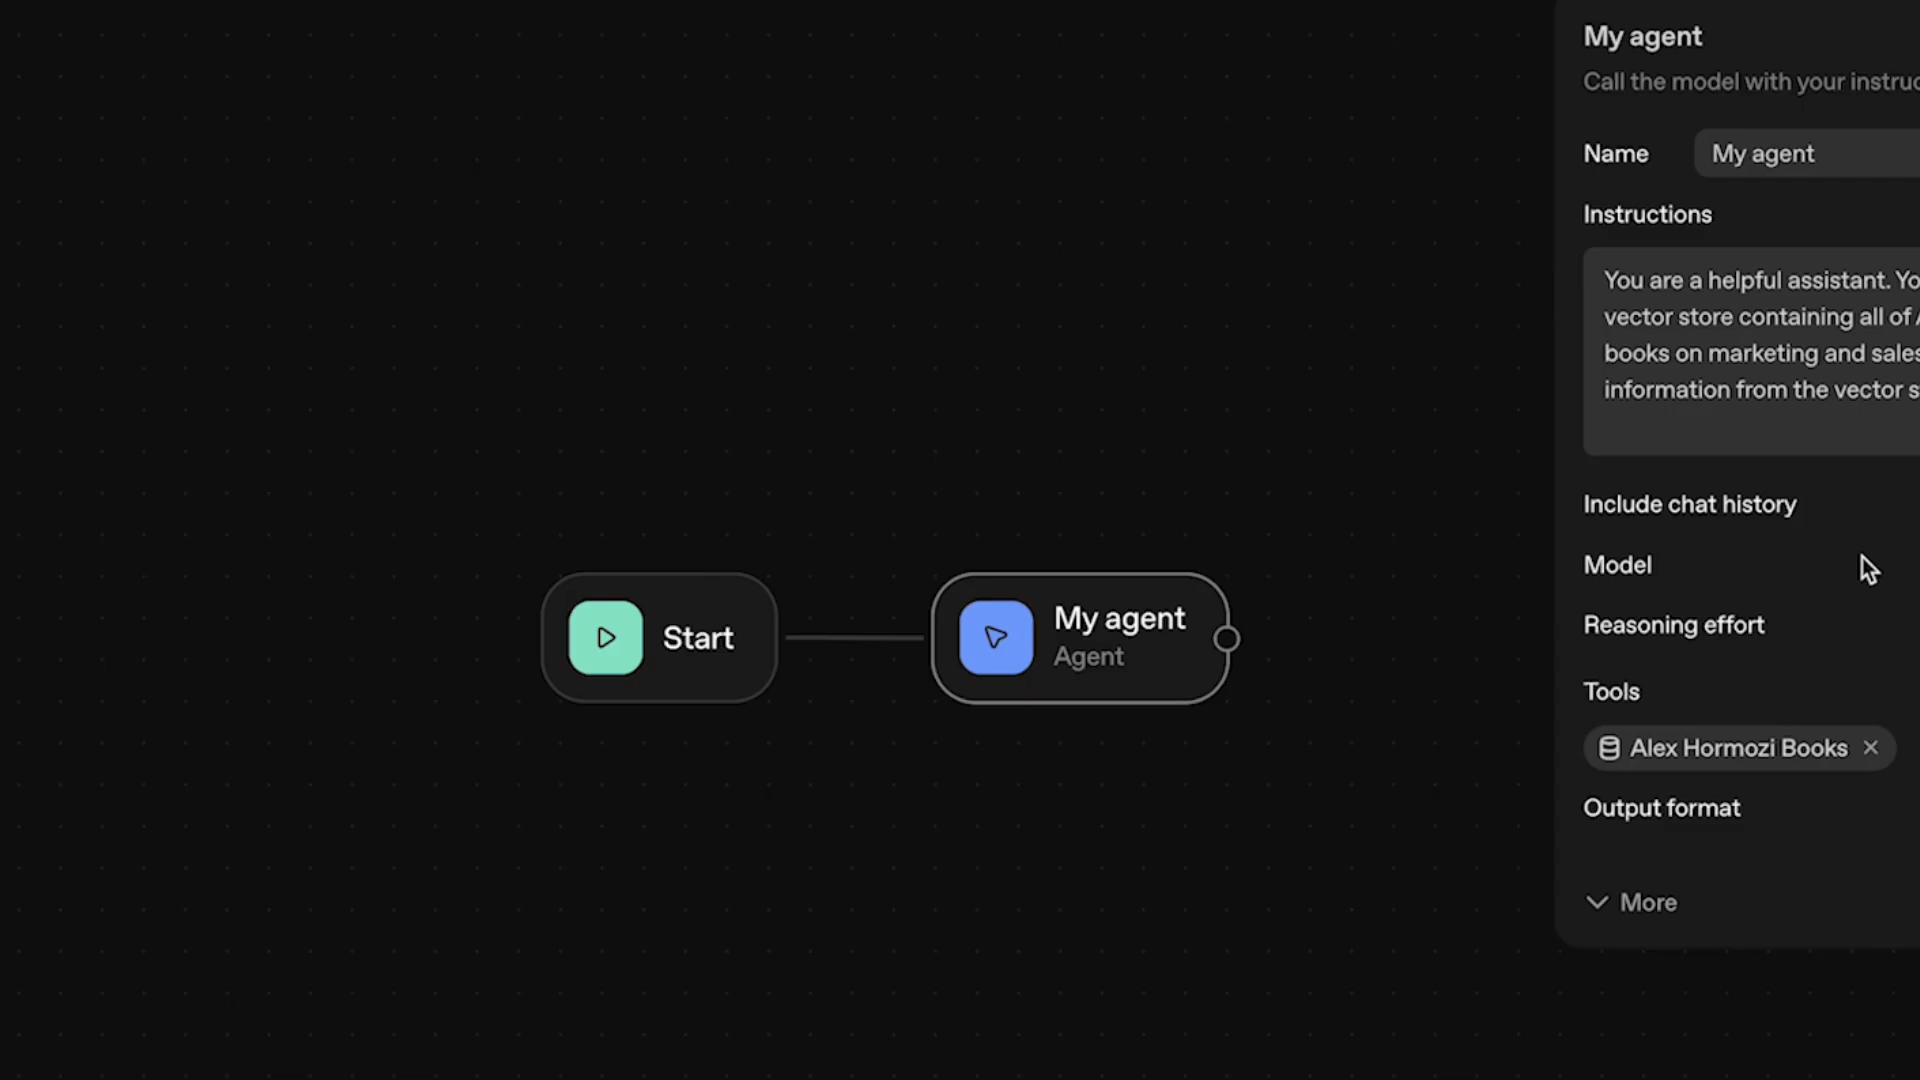 My agent
Call the model with your
Name
My agent
Instructions
You are a helpful assistant.
vector store containing all of
books on marketing and sales
information from the vector
Include chat history
Model
Reasoning effort
Tools
Alex Hormozi Books
Output format
More
Start
My agent
Agent